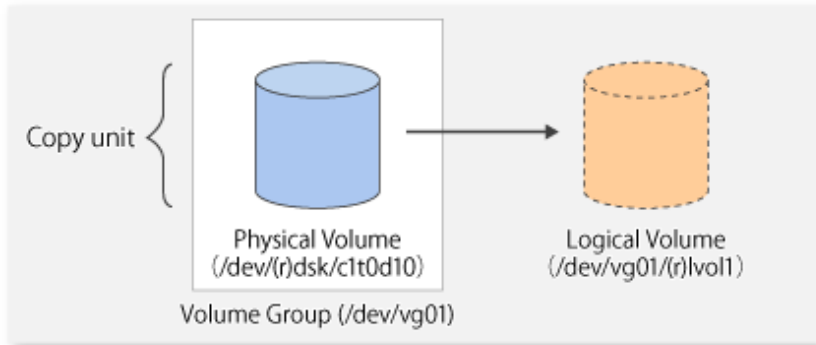 Copy unit
Physical Volume
(/dev/(r)dsk/c1t0d10)
Logical Volume
(/dev/vg01/(r)lvol1)
Volume Group (/dev/vg01)